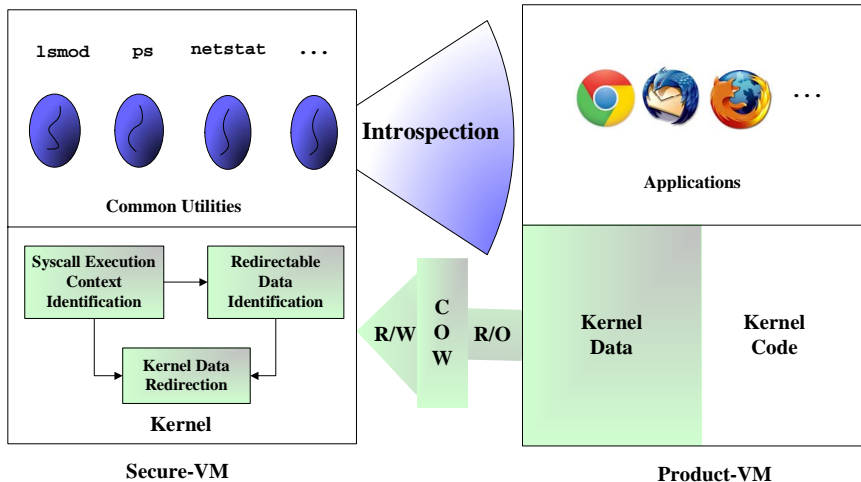 lsmod ps netstat ...
Common Utilities
Introspection
...
Applications
Syscall Execution
Context
Identification
Redirectable
Data
Identification
Kernel Data
Redirection
Kernel
R/W
C
O
W
R/O
Kernel
Data
Kernel
Code
Secure-VM
Product-VM